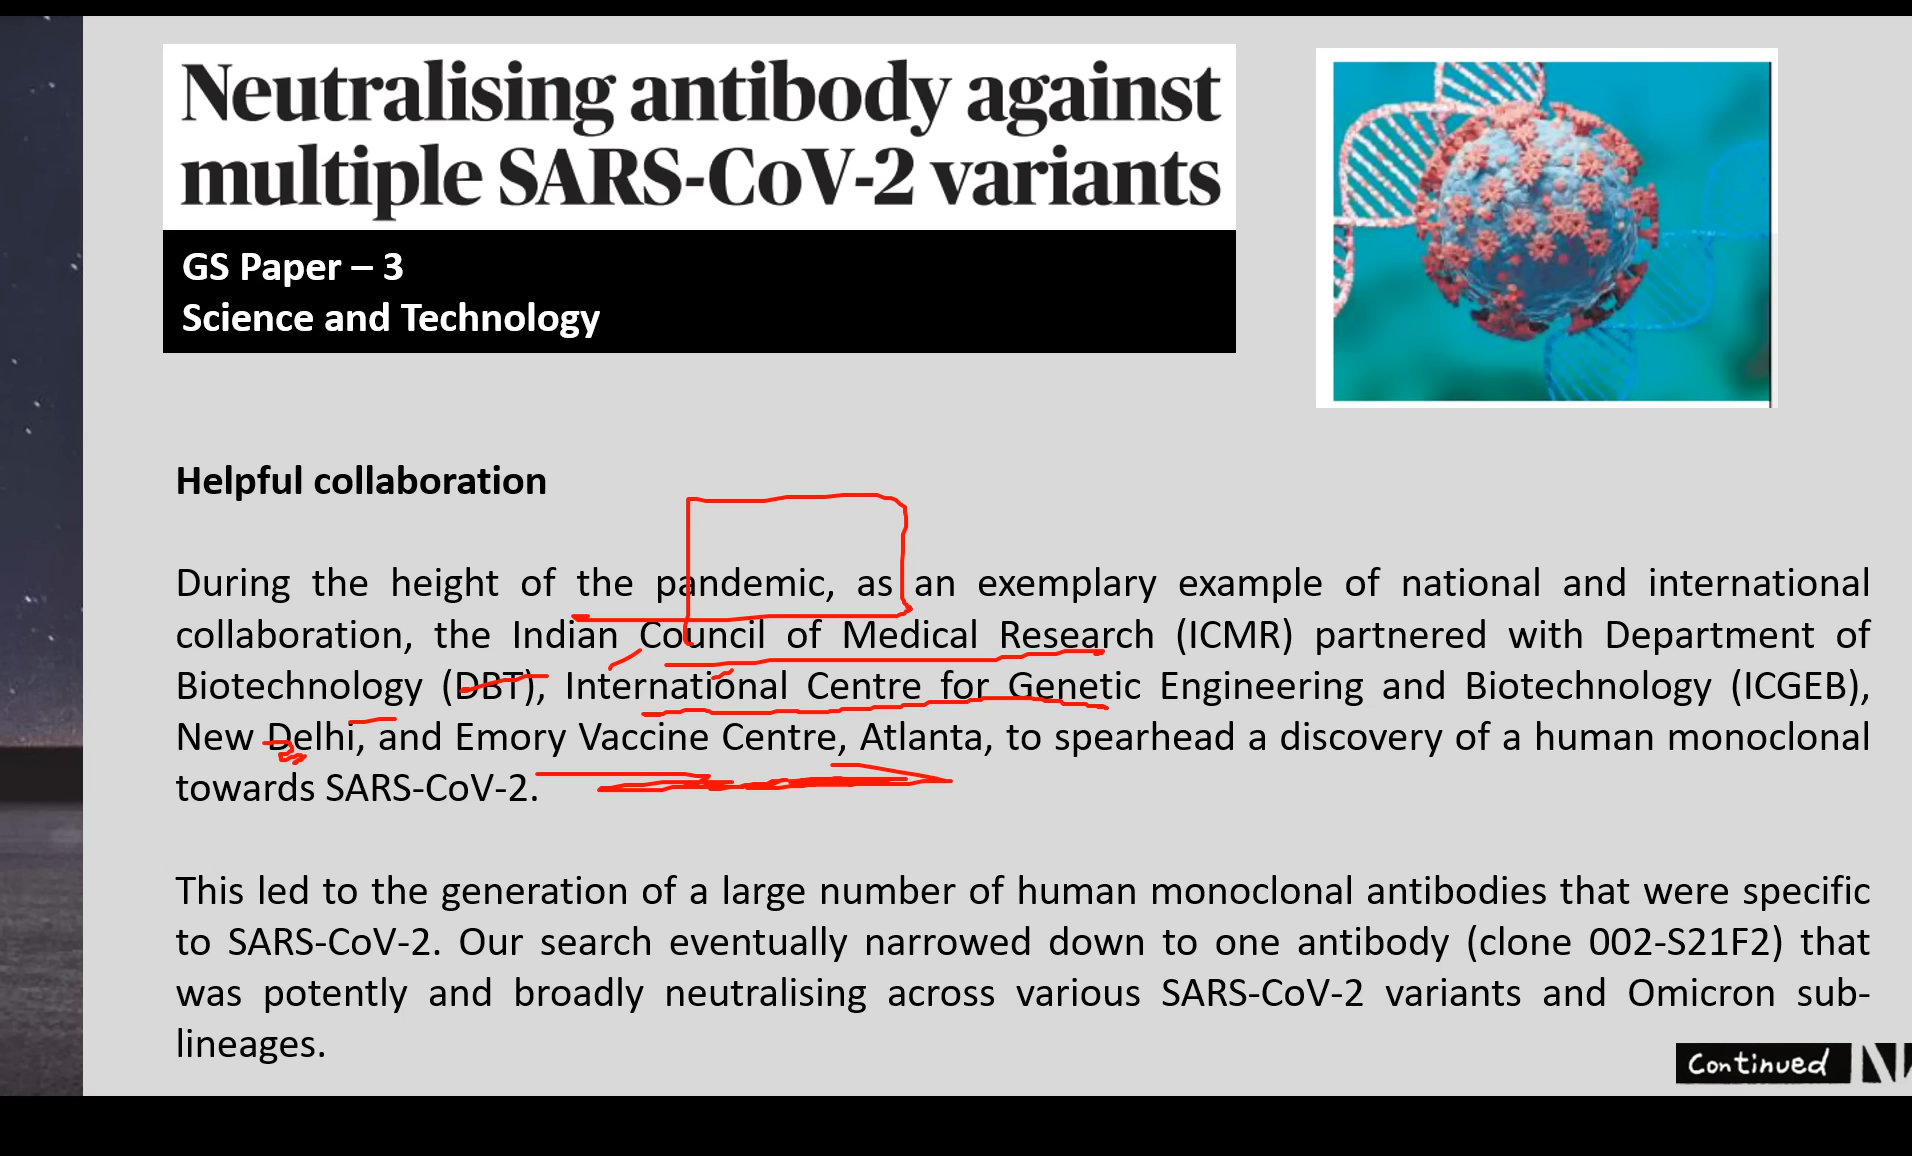 Neutralising antibody against
multiple SARS-CoV-2 variants
GS Paper – 3
Science and Technology
Helpful collaboration
During the height of the pandemic, as an exemplary example of national and international
collaboration, the Indian Council of Medical Research (ICMR) partnered with Department of
Biotechnology (DBT), International Centre for Genetic Engineering and Biotechnology (ICGEB),
New Delhi, and Emory Vaccine Centre, Atlanta, to spearhead a discovery of a human monoclonal
towards SARS-CoV-2.
This led to the generation of a large number of human monoclonal antibodies that were specific
to SARS-CoV-2. Our search eventually narrowed down to one antibody (clone 002-S21F2) that
was potently and broadly neutralising across various SARS-CoV-2 variants and Omicron sub-
lineages.
Continued